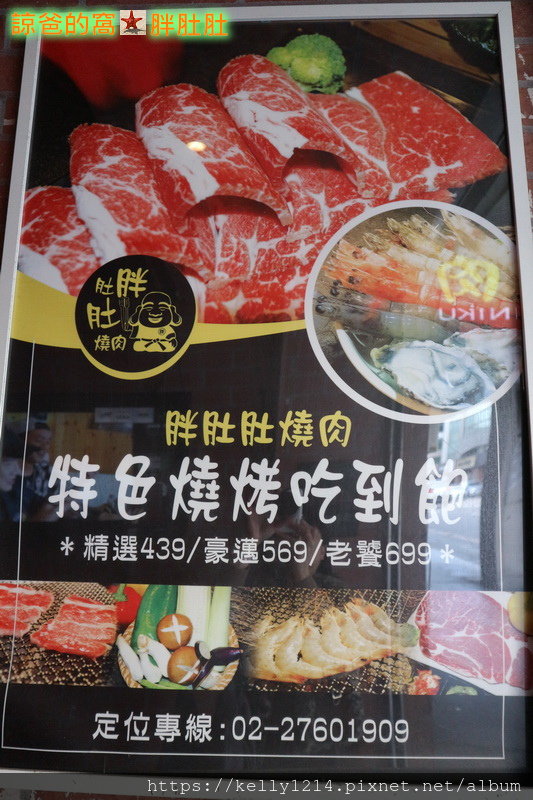 諒爸的窩 胖肚肚
胖肚肚
燒肉
肉
NIKU
胖肚肚燒肉
特色燒烤吃到飽
*精選439/豪邁569/老饕699*
定位專線:02-27601909
https://kelly1214.pixnet.net/album